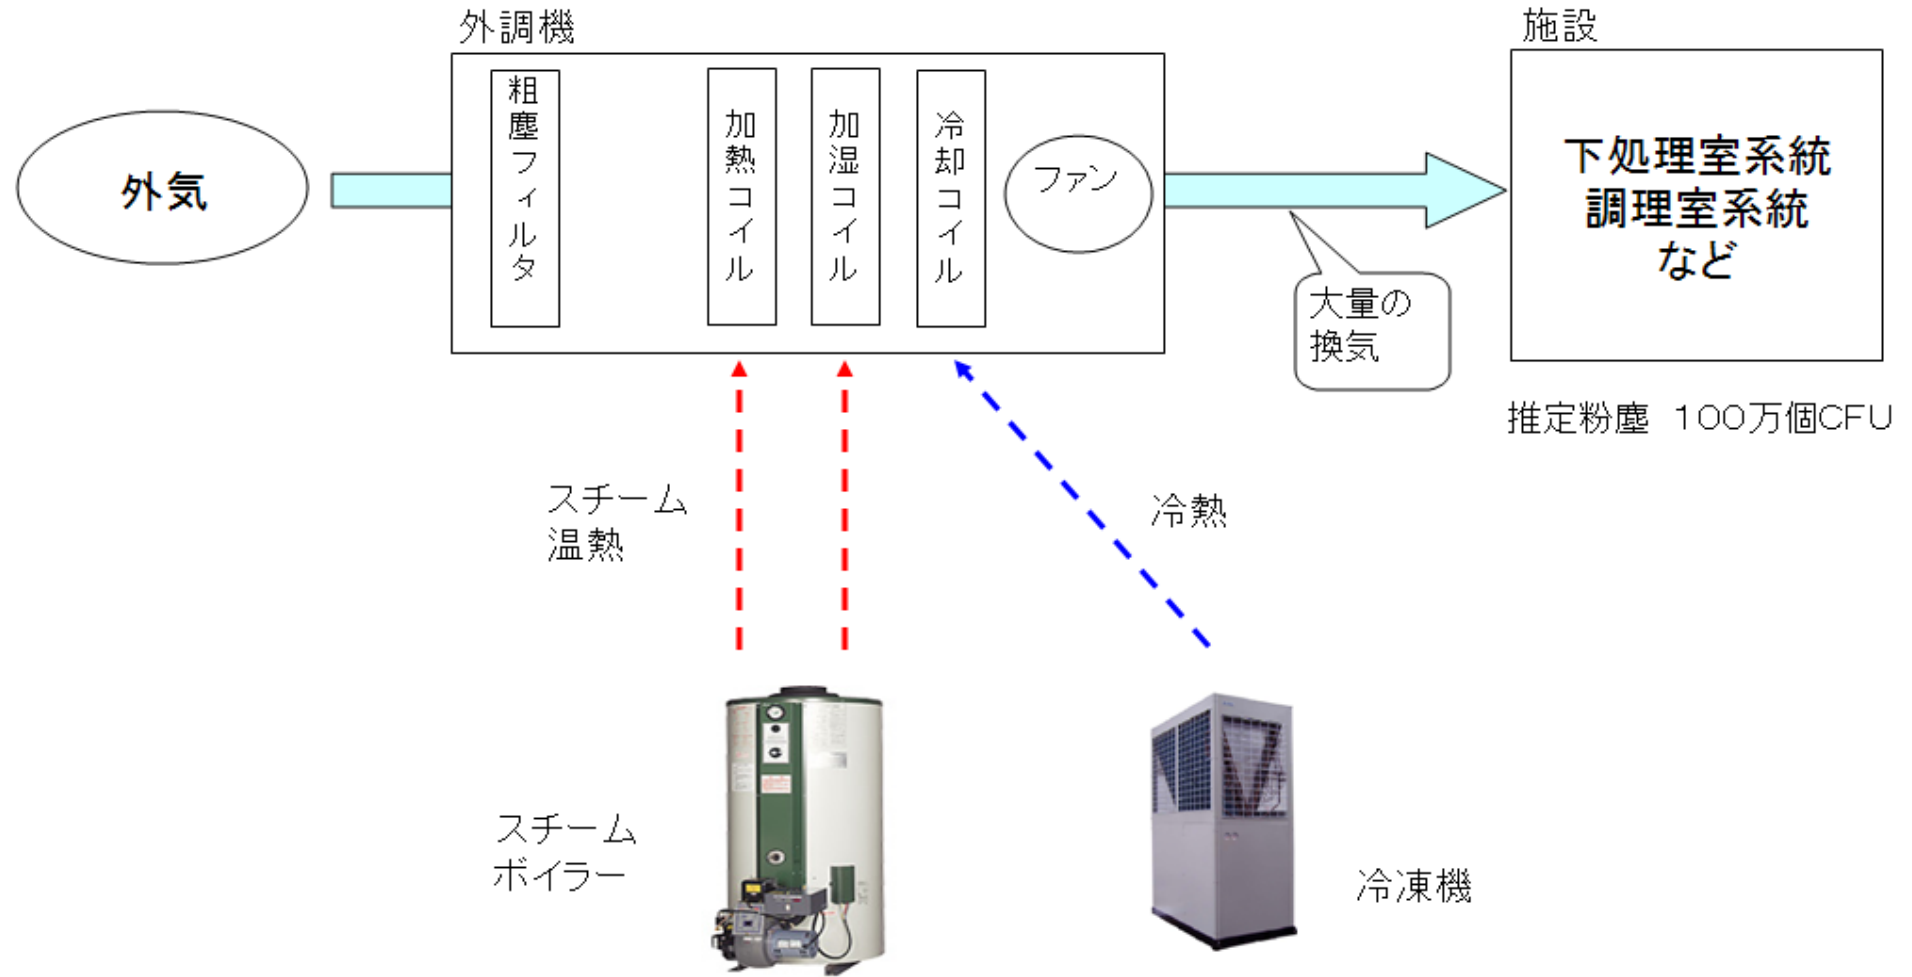 外調機
施設
外気
粗塵フィルタ
加熱コイル
加湿コイル
冷却コイル
ファン
下処理室系統
調理室系統
など
大量の
換気
推定粉塵 100万個CFU
スチーム
温熱
冷熱
スチーム
ボイラー
冷凍機